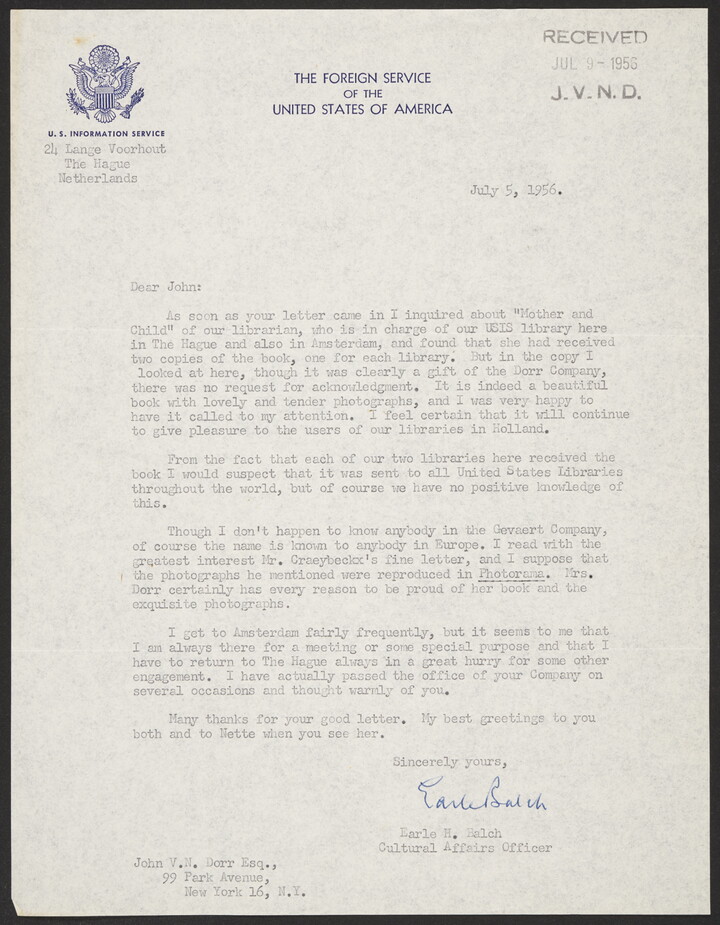 RECEIVED
JUL 9 - 1956
J. V. N. D.
THE FOREIGN SERVICE
OF THE
UNITED STATES OF AMERICA
U. S. INFORMATION SERVICE
24 Lange Voorhout
The Hague
Netherlands
July 5, 1956.
Dear John:
As soon as your letter came in I inquired about "Mother and
Child" of our librarian, who is in charge of our USIS library here
in The Hague and also in Amsterdam, and found that she had received
two copies of the book, one for each library. But in the copy I
looked at here, though it was clearly a gift of the Dorr Company,
there was no request for acknowledgment. It is indeed a beautiful
book with lovely and tender photographs, and I was very happy to
have it called to my attention. I feel certain that it will continue
to give pleasure to the users of our libraries in Holland.
From the fact that each of our two libraries here received the
book I would suspect that it was sent to all United States Libraries
throughout the world, but of course we have no positive knowledge of
this.
Though I don't happen to know anybody in the Gevaert Company,
of course the name is known to anybody in Europe. I read with the
greatest interest Mr. Craeybeckx's fine letter, and I suppose that
the photographs he mentioned were reproduced in Photorama. Mrs.
Dorr certainly has every reason to be proud of her book and the
exquisite photographs.
I get to Amsterdam fairly frequently, but it seems to me that
I am always there for a meeting or some special purpose and that I
have to return to The Hague always in a great hurry for some other
engagement. I have actually passed the office of your Company on
several occasions and thought warmly of you.
Many thanks for your good letter. My best greetings to you
both and to Nette when you see her.
Sincerely yours,
Earle Balch
Earle H. Balch
Cultural Affairs Officer
John V.N. Dorr Esq.,
99 Park Avenue,
New York 16, N.Y.